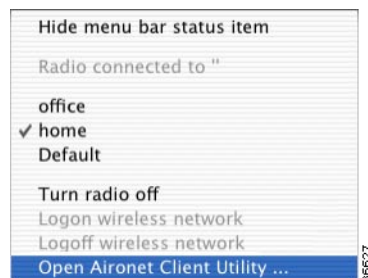 Hide menu bar status item
Radio connected to "
office
✓ home
Default
Turn radio off
Logon wireless network
Logoff wireless network
Open Aironet Client Utility ...